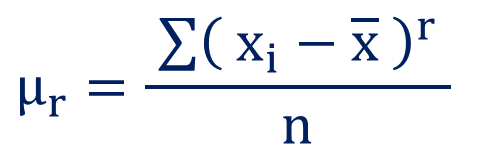 μᵣ = ∑( xᵢ − x̅ )ʳ / n